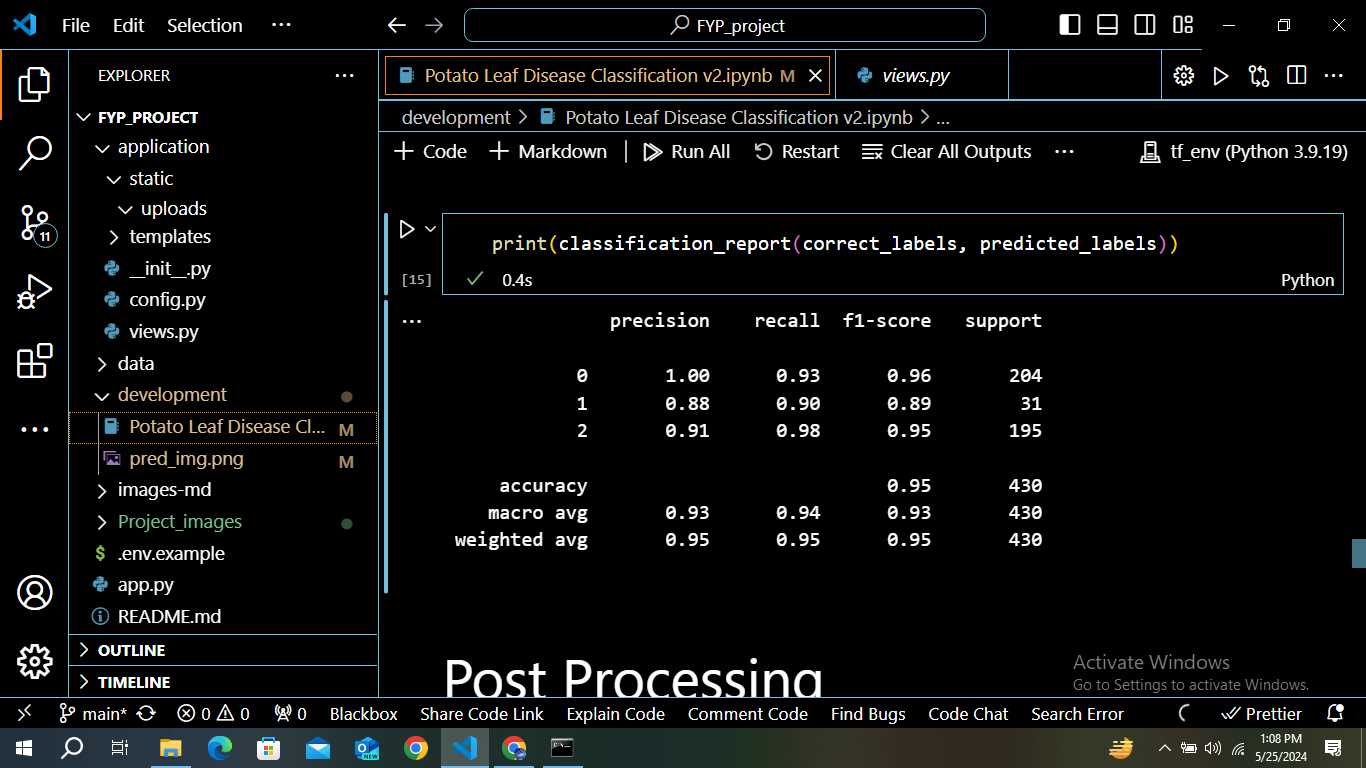 File Edit Selection ···
FYP_project
EXPLORER ···
Potato Leaf Disease Classification v2.ipynb M
views.py
FYP_PROJECT
development > Potato Leaf Disease Classification v2.ipynb > ...
application
+ Code + Markdown Run All Restart Clear All Outputs ··· tf_env (Python 3.9.19)
static
uploads
templates
__init__.py
config.py
views.py
data
development
Potato Leaf Disease Cl... M
pred_img.png M
images-md
Project_images
$ .env.example
app.py
README.md
OUTLINE
TIMELINE
11
print(classification_report(correct_labels, predicted_labels))
[15] 0.4s Python
precision recall f1-score support
0 1.00 0.93 0.96 204
1 0.88 0.90 0.89 31
2 0.91 0.98 0.95 195
accuracy 0.95 430
macro avg 0.93 0.94 0.93 430
weighted avg 0.95 0.95 0.95 430
Post Processing
Activate Windows
Go to Settings to activate Windows.
main* 0 0 0 Blackbox Share Code Link Explain Code Comment Code Find Bugs Code Chat Search Error Prettier
NEW
1:08 PM
5/25/2024